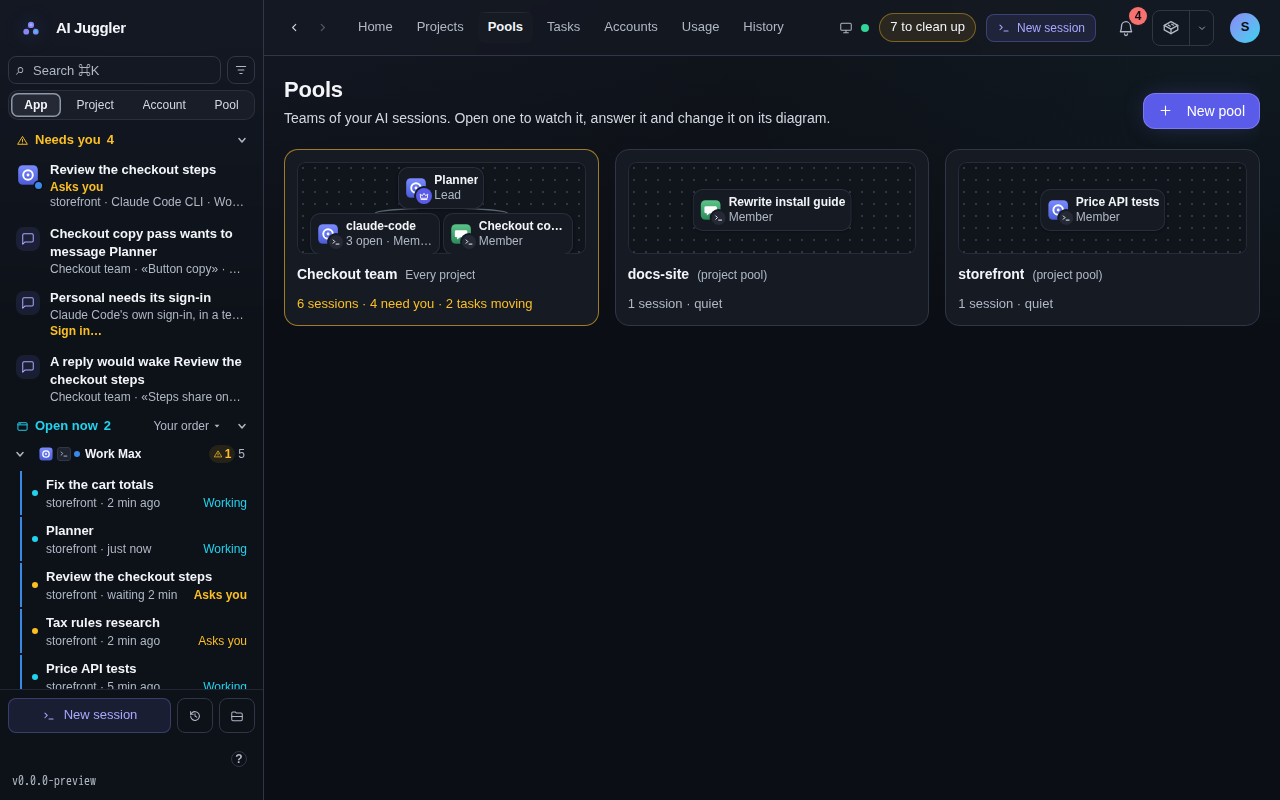 AI Juggler
Search ⌘K
App Project Account Pool
Needs you 4
Review the checkout steps
Asks you
storefront · Claude Code CLI · Wo…
Checkout copy pass wants to
message Planner
Checkout team · «Button copy» · …
Personal needs its sign-in
Claude Code's own sign-in, in a te…
Sign in…
A reply would wake Review the
checkout steps
Checkout team · «Steps share on…
Open now 2 Your order
Work Max 1 5
Fix the cart totals
storefront · 2 min ago Working
Planner
storefront · just now Working
Review the checkout steps
storefront · waiting 2 min Asks you
Tax rules research
storefront · 2 min ago Asks you
Price API tests
storefront · 5 min ago Working
New session
?
v0.0.0-preview
Home Projects Pools Tasks Accounts Usage History
7 to clean up
New session
4
S
Pools
Teams of your AI sessions. Open one to watch it, answer it and change it on its diagram.
New pool
Planner
Lead
claude-code
3 open · Mem…
Checkout co…
Member
Checkout team Every project
6 sessions · 4 need you · 2 tasks moving
Rewrite install guide
Member
docs-site (project pool)
1 session · quiet
Price API tests
Member
storefront (project pool)
1 session · quiet